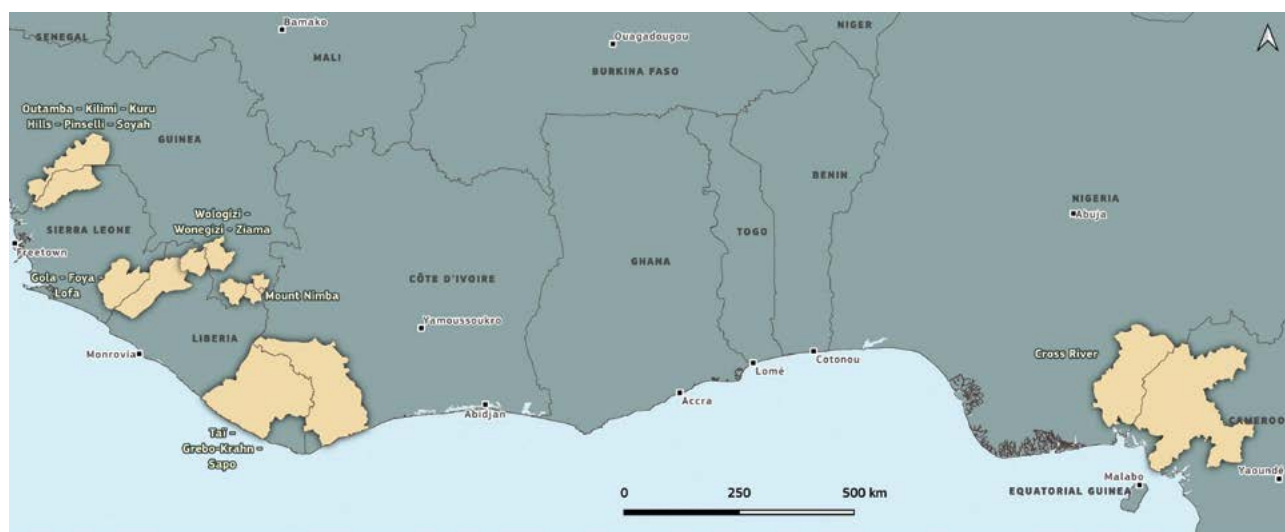 Bamako
Ouagadougou
NIGER
SENEGAL
MALI
BURKINA FASO
Outamba - Kilimi - Kuru
Hills - Pinselli - Soyah
GUINEA
BENIN
NIGERIA
Abuja
Wologizi -
Wonegizi - Ziama
SIERRA LEONE
TOGO
Freetown
GHANA
Gola - Foya -
Lofa
CÔTE D'IVOIRE
Mount Nimba
Yamoussoukro
LIBERIA
Monrovia
Cotonou
Cross River
Lomé
Accra
Abidjan
CAMEROO
Taï -
Grebo-Krahn -
Sapo
Yaoundé
Malabo
EQUATORIAL GUINEA
0 250 500 km